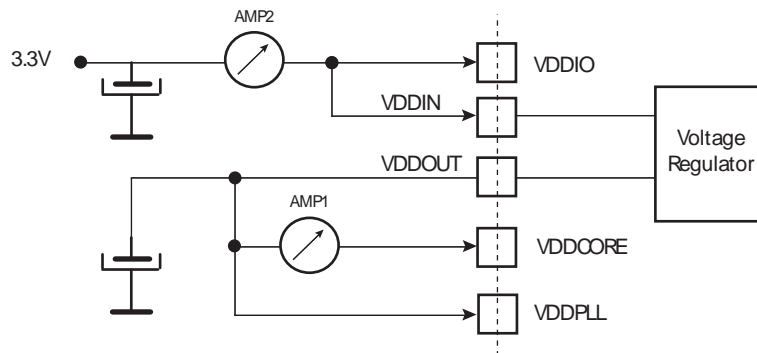 AMP2
3.3V
VDDIO
VDDIN
Voltage
Regulator
VDDOUT
AMP1
VDDCORE
VDDPLL